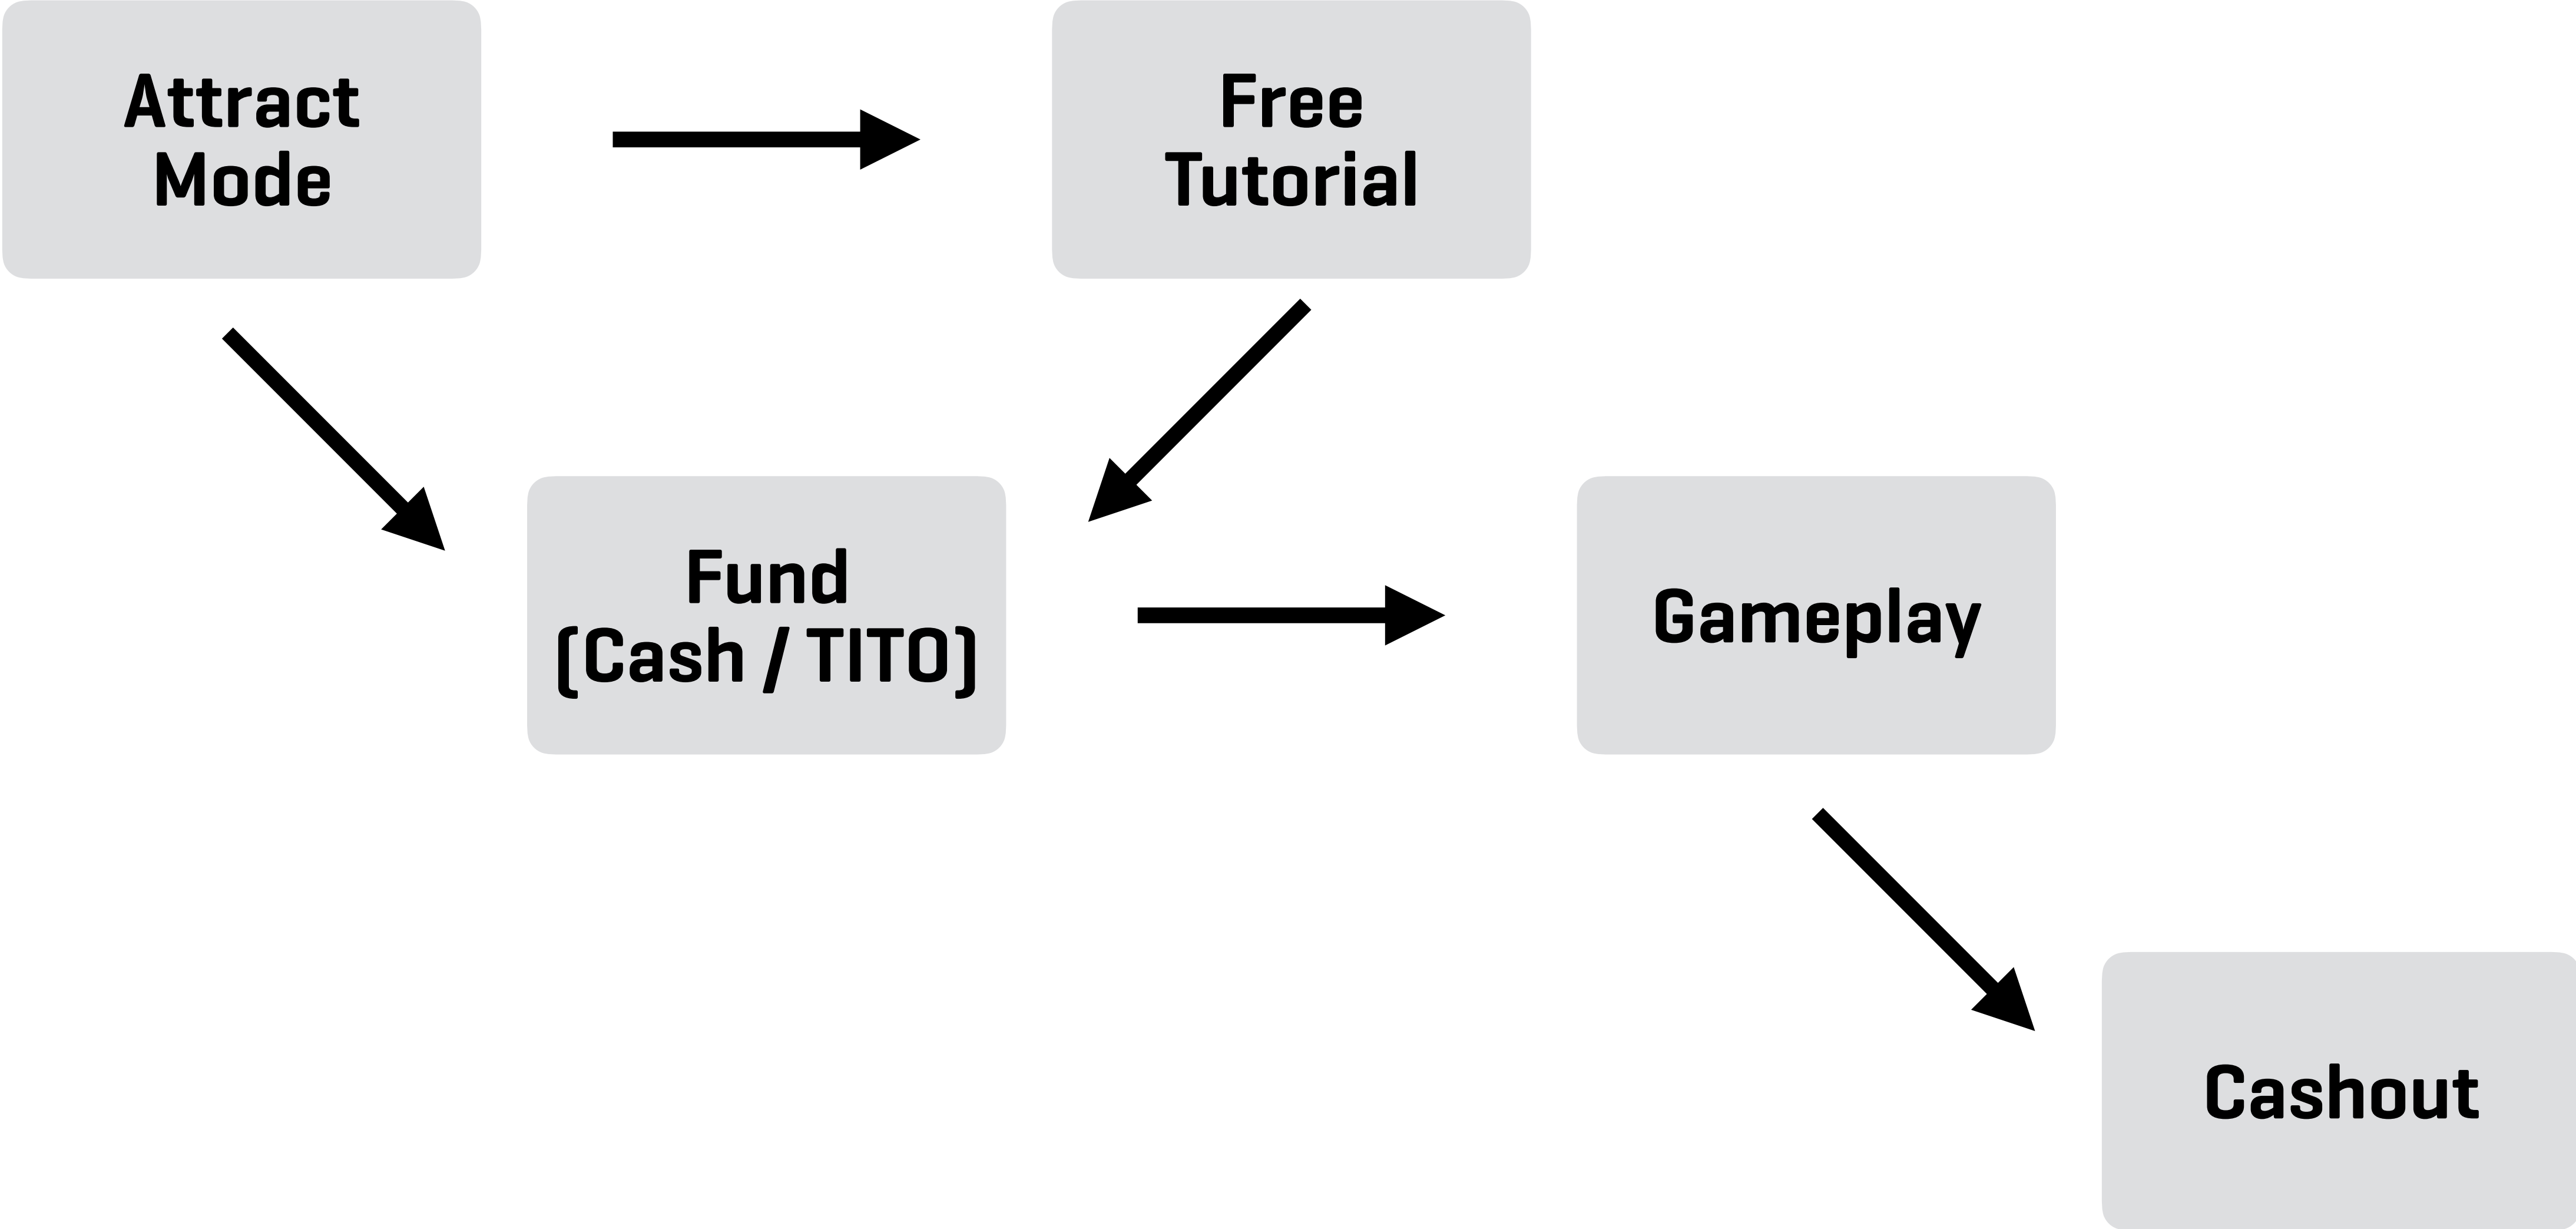 Attract
Mode
Free
Tutorial
Fund
(Cash / TITO)
Gameplay
Cashout